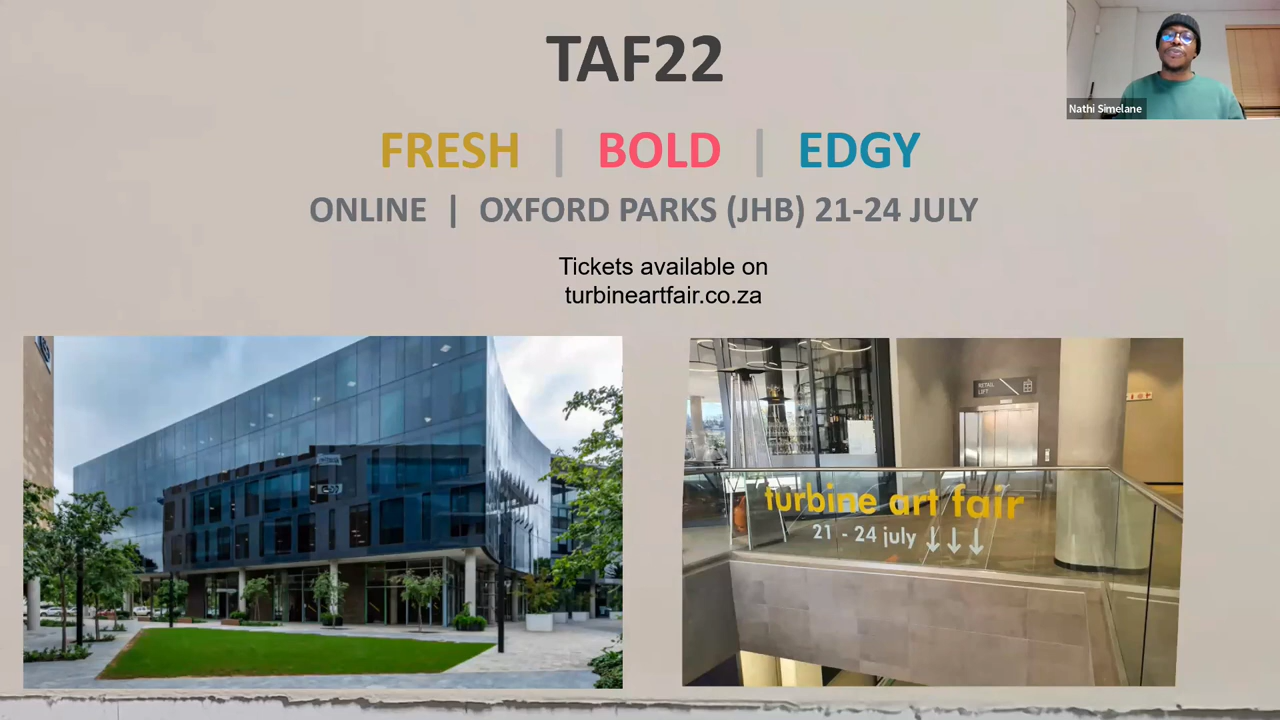 TAF22
Nathi Simelane
FRESH | BOLD | EDGY
ONLINE | OXFORD PARKS (JHB) 21-24 JULY
Tickets available on
turbineartfair.co.za
RETAIL
LIFT
turbine art fair
21 - 24 july ↓↓↓